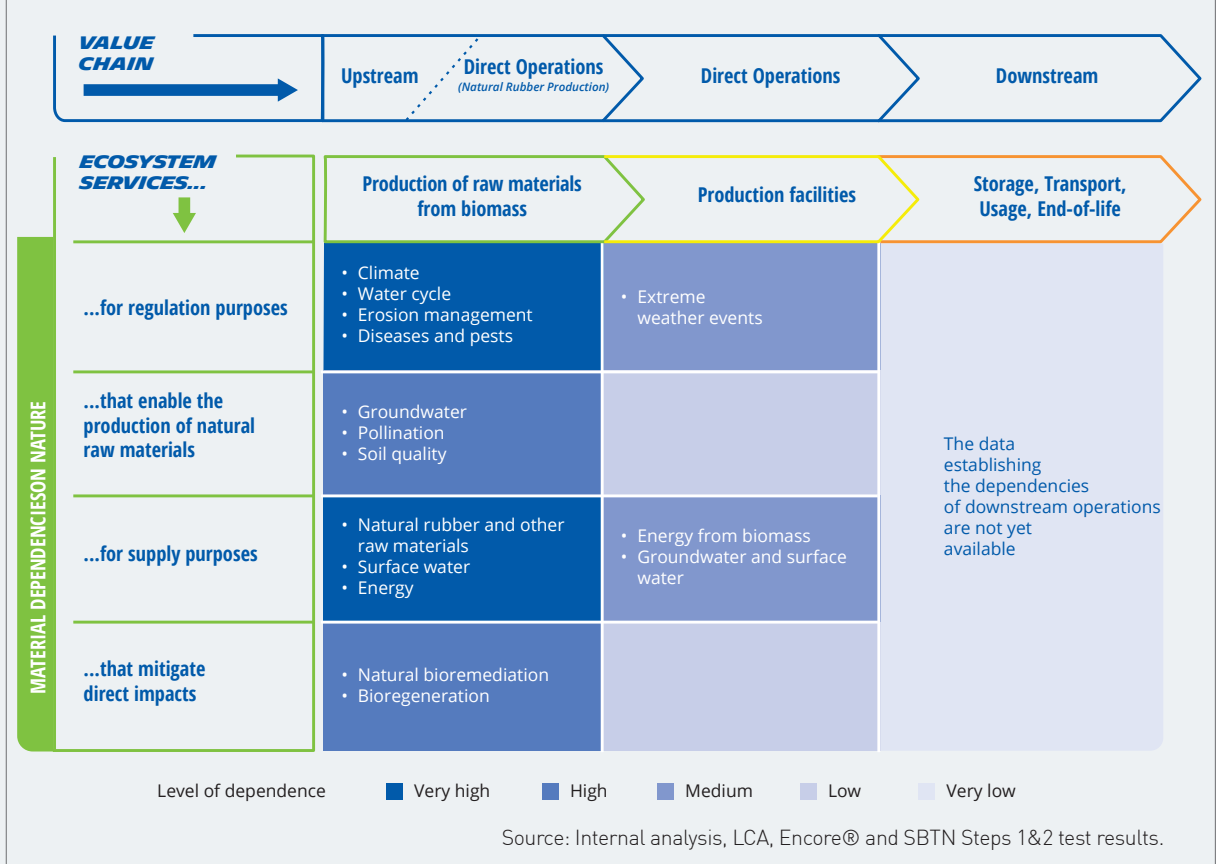 VALUE
CHAIN
Upstream
Direct Operations
(Natural Rubber Production)
Direct Operations
Downstream
ECOSYSTEM
SERVICES...
Production of raw materials
from biomass
Production facilities
Storage, Transport,
Usage, End-of-life
MATERIAL DEPENDENCIESON NATURE
...for regulation purposes
• Climate
• Water cycle
• Erosion management
• Diseases and pests
• Extreme
weather events
...that enable the
production of natural
raw materials
• Groundwater
• Pollination
• Soil quality
...for supply purposes
• Natural rubber and other
raw materials
• Surface water
• Energy
• Energy from biomass
• Groundwater and surface
water
...that mitigate
direct impacts
• Natural bioremediation
• Bioregeneration
The data
establishing
the dependencies
of downstream operations
are not yet
available
Level of dependence
Very high
High
Medium
Low
Very low
Source: Internal analysis, LCA, Encore® and SBTN Steps 1&2 test results.